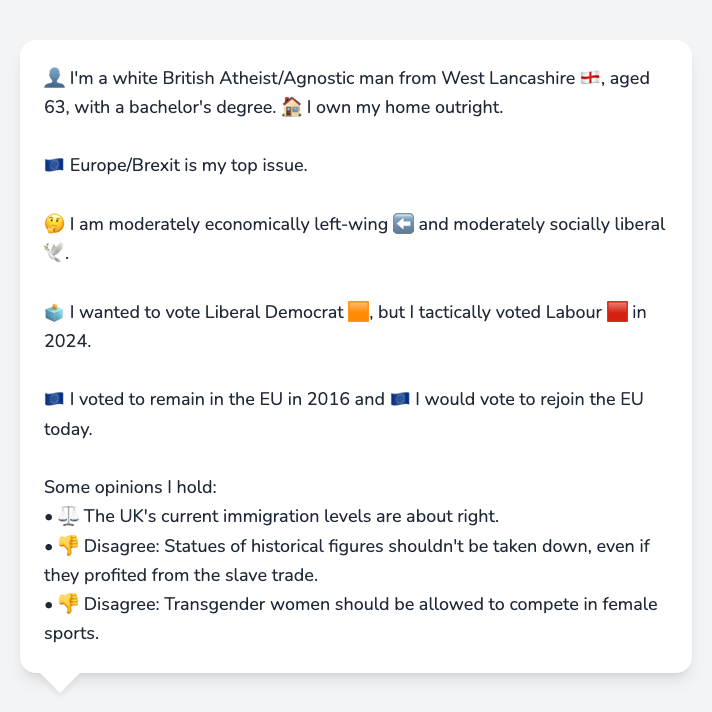 👤 I'm a white British Atheist/Agnostic man from West Lancashire 🏴󠁧󠁢󠁥󠁮󠁧󠁿, aged
63, with a bachelor's degree. 🏠 I own my home outright.
🇪🇺 Europe/Brexit is my top issue.
🤔 I am moderately economically left-wing ⬅️ and moderately socially liberal
🕊️.
🗳️ I wanted to vote Liberal Democrat 🟧, but I tactically voted Labour 🟥 in
2024.
🇪🇺 I voted to remain in the EU in 2016 and 🇪🇺 I would vote to rejoin the EU
today.
Some opinions I hold:
• ⚖️ The UK's current immigration levels are about right.
• 👎 Disagree: Statues of historical figures shouldn't be taken down, even if
they profited from the slave trade.
• 👎 Disagree: Transgender women should be allowed to compete in female
sports.